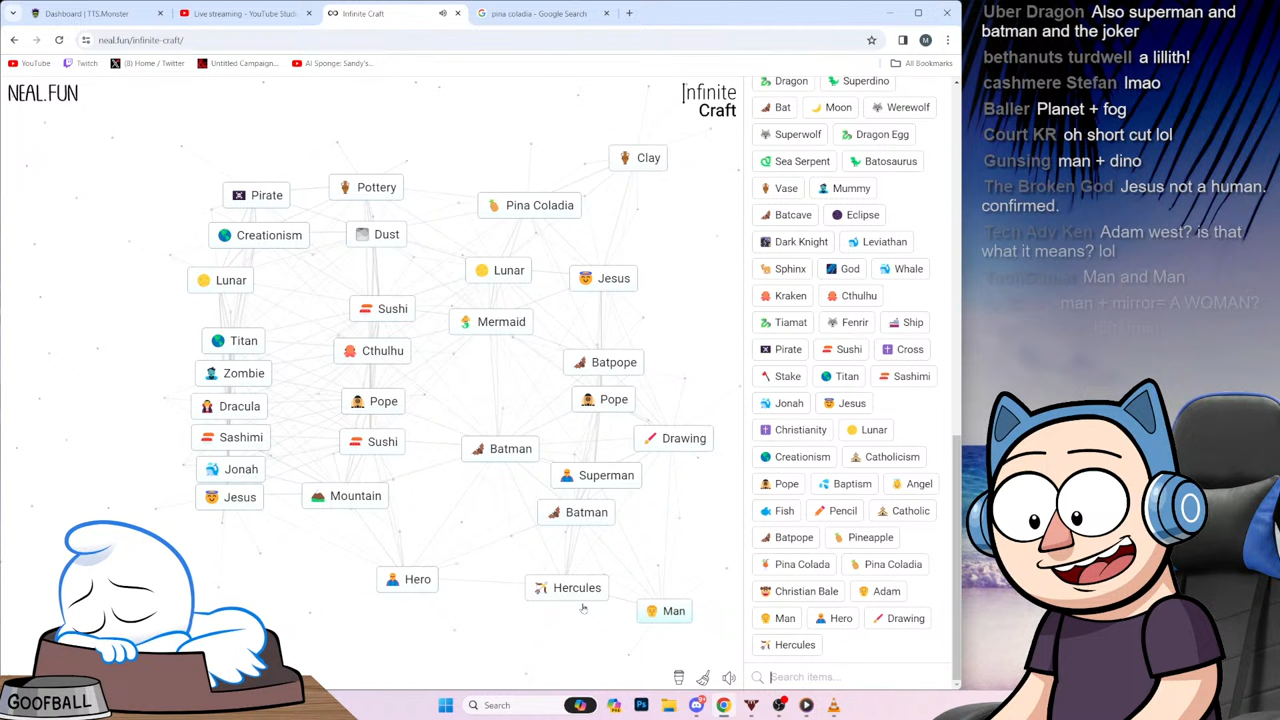 Dashboard | TTS.Monster
Live streaming - YouTube Studi
Infinite Craft
pina coladia - Google Search
neal.fun/infinite-craft/
YouTube
Twitch
(8) Home / Twitter
Untitled Campaign...
AI Sponge: Sandy's...
All Bookmarks
NEAL.FUN
Infinite
Craft
Clay
Pirate
Pottery
Pina Coladia
Creationism
Dust
Lunar
Lunar
Jesus
Sushi
Mermaid
Titan
Cthulhu
Batpope
Zombie
Dracula
Pope
Pope
Sashimi
Sushi
Batman
Drawing
Jonah
Superman
Jesus
Mountain
Batman
Hero
Hercules
Man
Dragon Superdino
Bat Moon Werewolf
Superwolf Dragon Egg
Sea Serpent Batosaurus
Vase Mummy
Batcave Eclipse
Dark Knight Leviathan
Sphinx God Whale
Kraken Cthulhu
Tiamat Fenrir Ship
Pirate Sushi Cross
Stake Titan Sashimi
Jonah Jesus
Christianity Lunar
Creationism Catholicism
Pope Baptism Angel
Fish Pencil Catholic
Batpope Pineapple
Pina Colada Pina Coladia
Christian Bale Adam
Man Hero Drawing
Hercules
Search items...
Search
Uber Dragon Also superman and
batman and the joker
bethanuts turdwell a lillith!
cashmere Stefan lmao
Baller Planet + fog
Court KR oh short cut lol
Gunsing man + dino
The Broken God Jesus not a human.
confirmed.
Tech Adv Ken Adam west? is that
what it means? lol
Man and Man
man + mirror= A WOMAN?
GOOFBALL